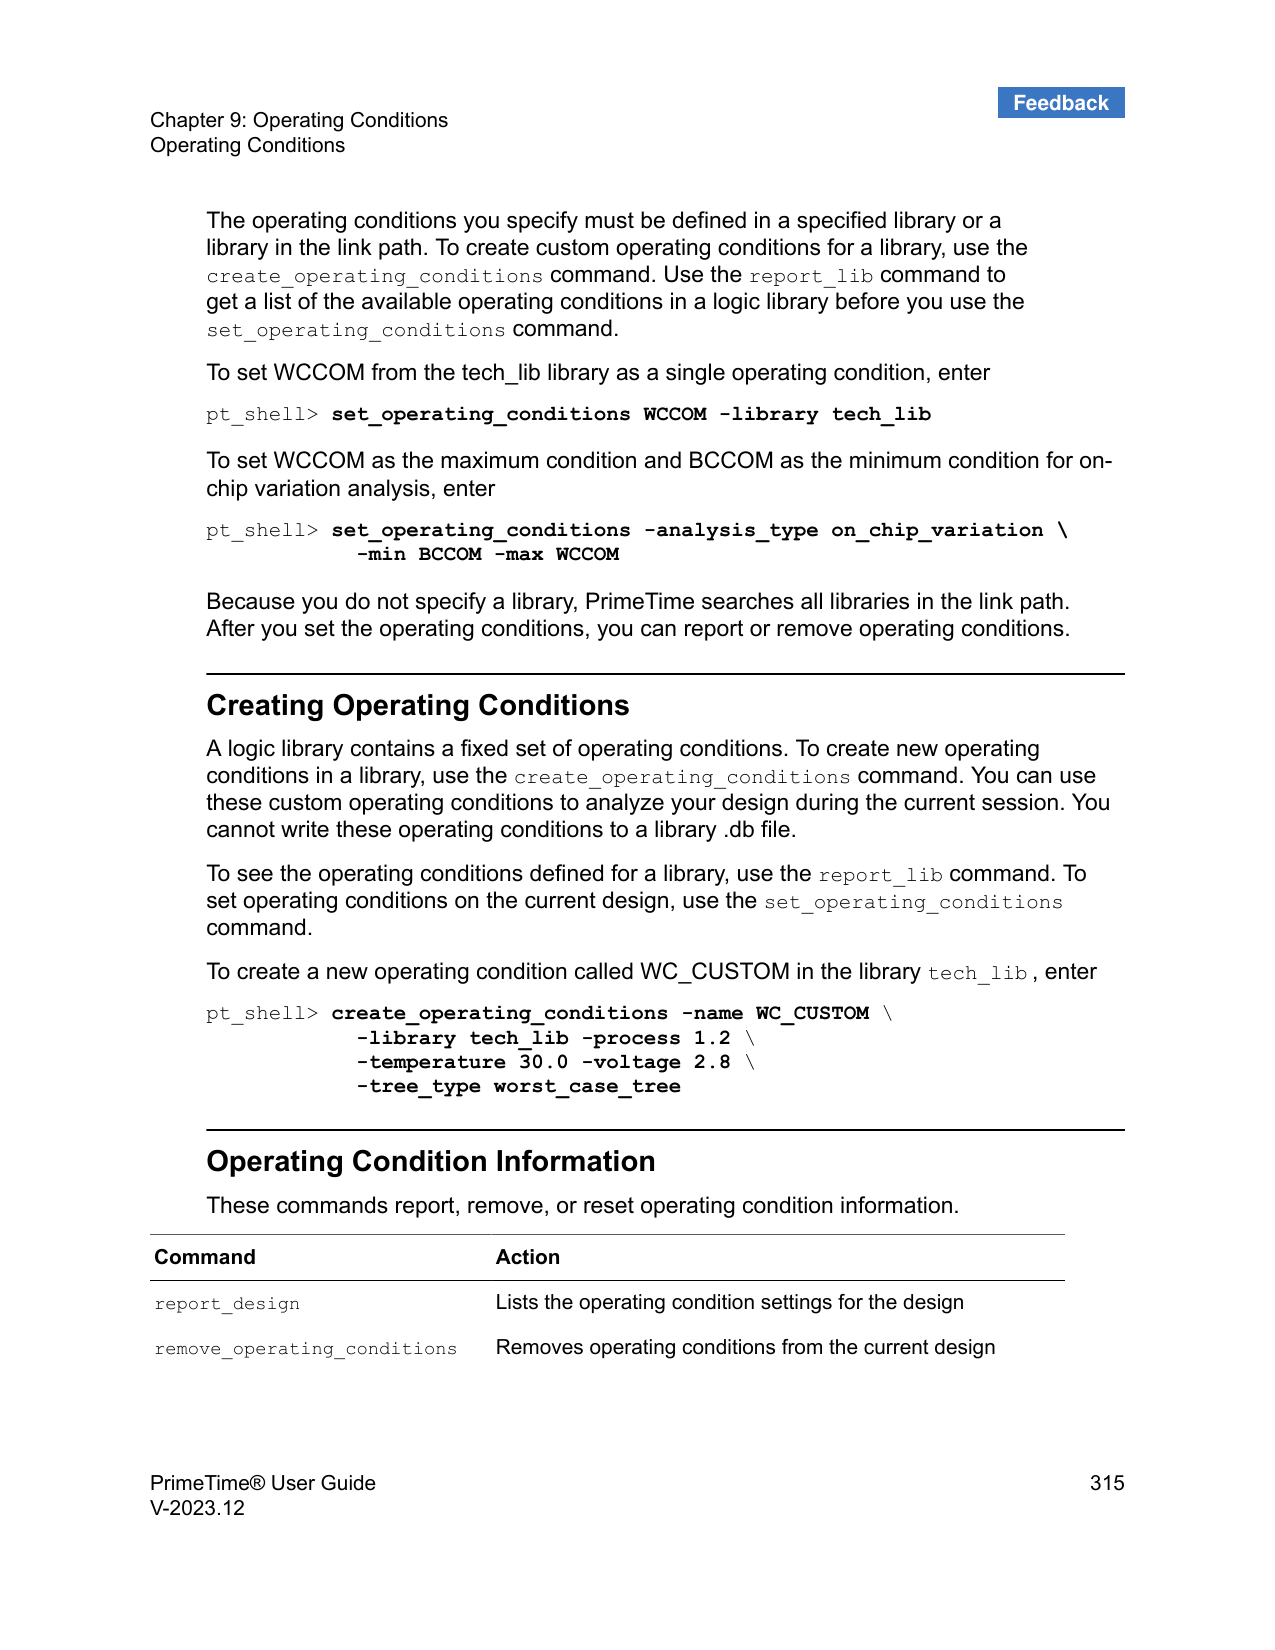 Feedback
Chapter 9: Operating Conditions
Operating Conditions
The operating conditions you specify must be defined in a specified library or a
library in the link path. To create custom operating conditions for a library, use the
create_operating_conditions command. Use the report_lib command to
get a list of the available operating conditions in a logic library before you use the
set_operating_conditions command.
To set WCCOM from the tech_lib library as a single operating condition, enter
pt_shell> set_operating_conditions WCCOM -library tech_lib
To set WCCOM as the maximum condition and BCCOM as the minimum condition for on-
chip variation analysis, enter
pt_shell> set_operating_conditions -analysis_type on_chip_variation \
-min BCCOM -max WCCOM
Because you do not specify a library, PrimeTime searches all libraries in the link path.
After you set the operating conditions, you can report or remove operating conditions.
Creating Operating Conditions
A logic library contains a fixed set of operating conditions. To create new operating
conditions in a library, use the create_operating_conditions command. You can use
these custom operating conditions to analyze your design during the current session. You
cannot write these operating conditions to a library .db file.
To see the operating conditions defined for a library, use the report_lib command. To
set operating conditions on the current design, use the set_operating_conditions
command.
To create a new operating condition called WC_CUSTOM in the library tech_lib , enter
pt_shell> create_operating_conditions -name WC_CUSTOM \
-library tech_lib -process 1.2 \
-temperature 30.0 -voltage 2.8 \
-tree_type worst_case_tree
Operating Condition Information
These commands report, remove, or reset operating condition information.
Command Action
report_design Lists the operating condition settings for the design
remove_operating_conditions Removes operating conditions from the current design
PrimeTime® User Guide 315
V-2023.12